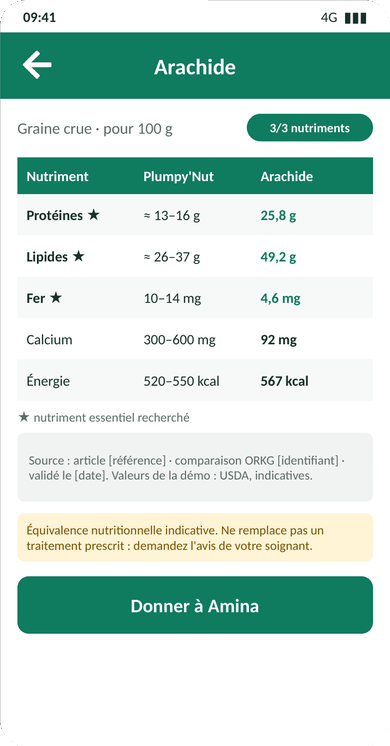 09:41 4G
Arachide
Graine crue · pour 100 g 3/3 nutriments
Nutriment Plumpy'Nut Arachide
Protéines ★ ≈ 13–16 g 25,8 g
Lipides ★ ≈ 26–37 g 49,2 g
Fer ★ 10–14 mg 4,6 mg
Calcium 300–600 mg 92 mg
Énergie 520–550 kcal 567 kcal
★ nutriment essentiel recherché
Source : article [référence] · comparaison ORKG [identifiant] ·
validé le [date]. Valeurs de la démo : USDA, indicatives.
Équivalence nutritionnelle indicative. Ne remplace pas un
traitement prescrit : demandez l'avis de votre soignant.
Donner à Amina